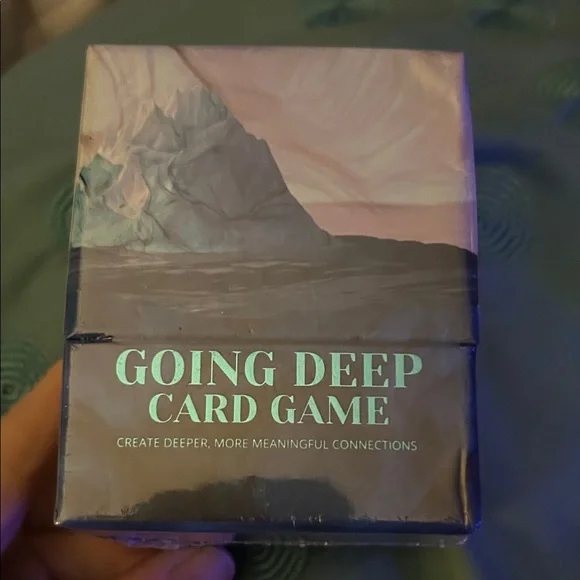 GOING DEEP
CARD GAME
CREATE DEEPER, MORE MEANINGFUL CONNECTIONS